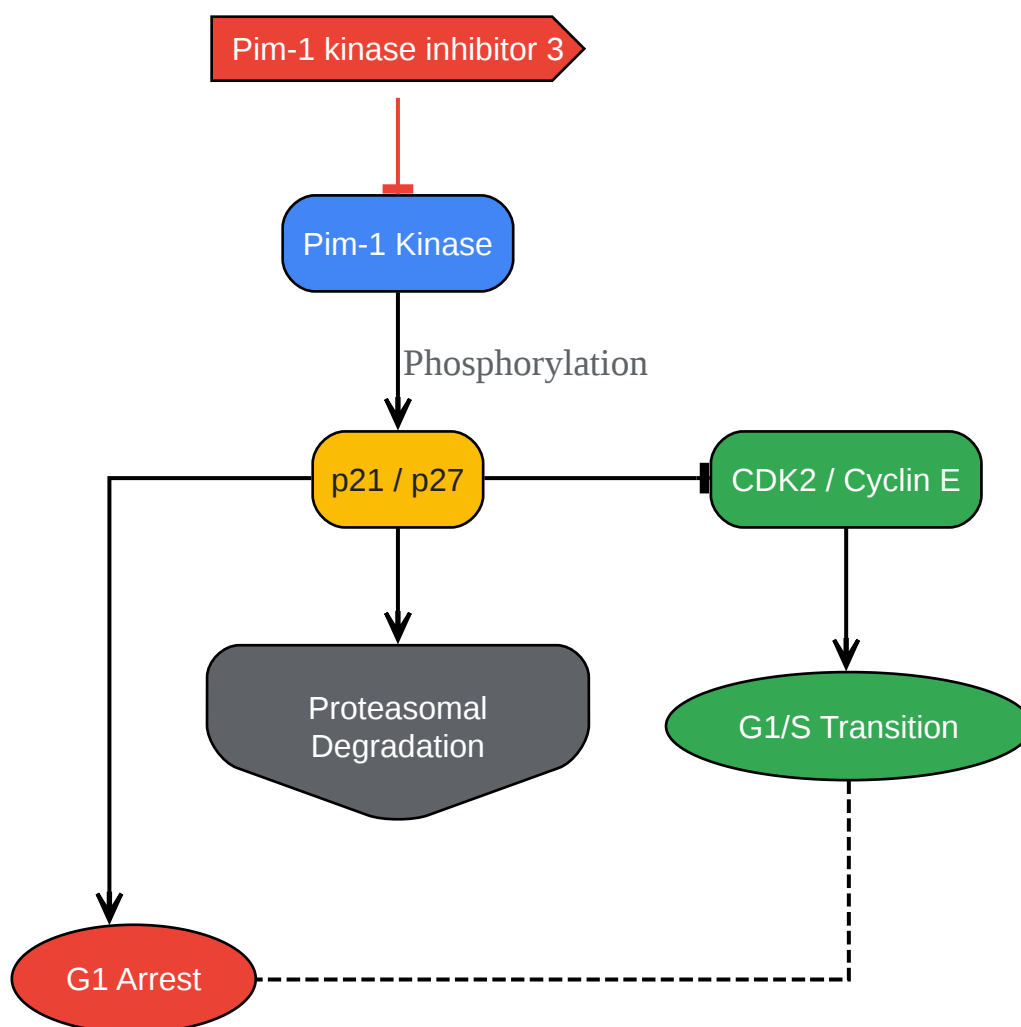 Pim-1 kinase inhibitor 3
Pim-1 Kinase
Phosphorylation
p21 / p27
CDK2 / Cyclin E
Proteasomal
Degradation
G1/S Transition
G1 Arrest